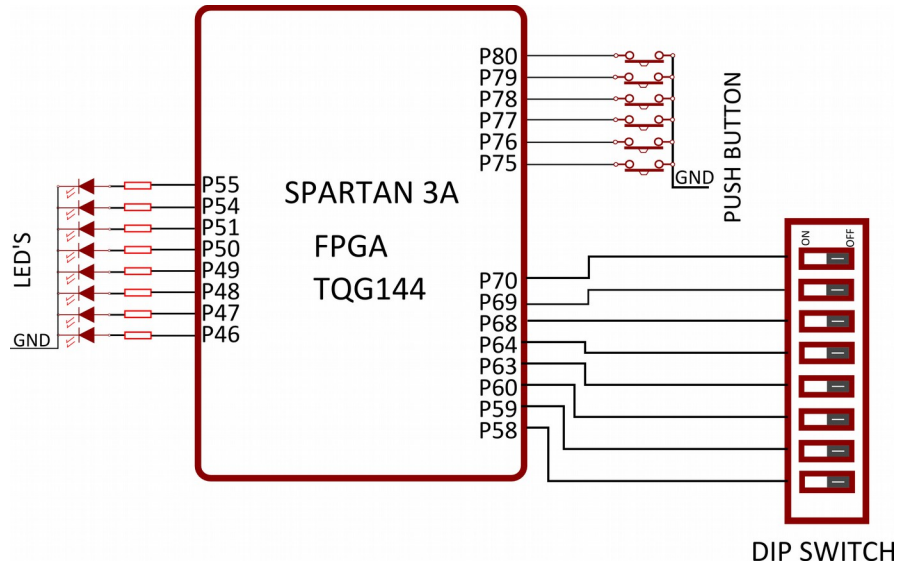 P80
P79
P78
P77
P76
P75
GND
PUSH BUTTON
P55
P54
P51
P50
P49
P48
P47
P46
LED'S
GND
SPARTAN 3A
FPGA
TQG144
P70
P69
P68
P64
P63
P60
P59
P58
ON
OFF
DIP SWITCH